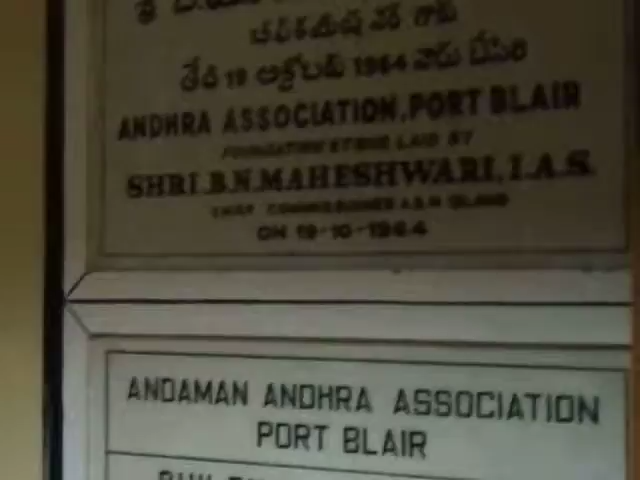 తేదీ 19 అక్టోబర్ 1964 వారు వేసిరి
ANDHRA ASSOCIATION, PORT BLAIR
FOUNDATION STONE LAID BY
SHRI.B.N.MAHESHWARI, I.A.S.
CHIEF COMMISSIONER A & N ISLAND
ON 19-10-1964
ANDAMAN ANDHRA ASSOCIATION
PORT BLAIR